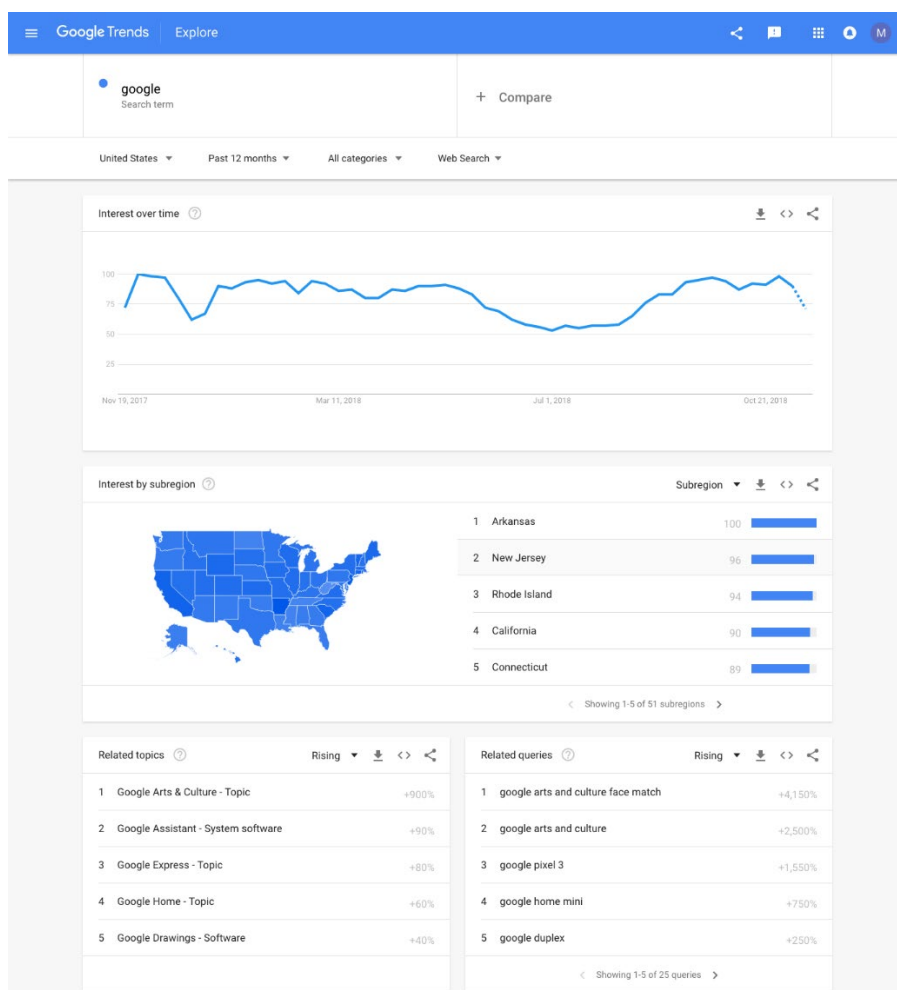 Google Trends Explore M
google
Search term
+ Compare
United States Past 12 months All categories Web Search
Interest over time ?
100
75
50
25
Nov 19, 2017 Mar 11, 2018 Jul 1, 2018 Oct 21, 2018
Interest by subregion ? Subregion <>
1 Arkansas 100
2 New Jersey 96
3 Rhode Island 94
4 California 90
5 Connecticut 89
< Showing 1-5 of 51 subregions >
Related topics ? Rising <>
1 Google Arts & Culture - Topic +900%
2 Google Assistant - System software +90%
3 Google Express - Topic +80%
4 Google Home - Topic +60%
5 Google Drawings - Software +40%
Related queries ? Rising <>
1 google arts and culture face match +4,150%
2 google arts and culture +2,500%
3 google pixel 3 +1,550%
4 google home mini +750%
5 google duplex +250%
< Showing 1-5 of 25 queries >